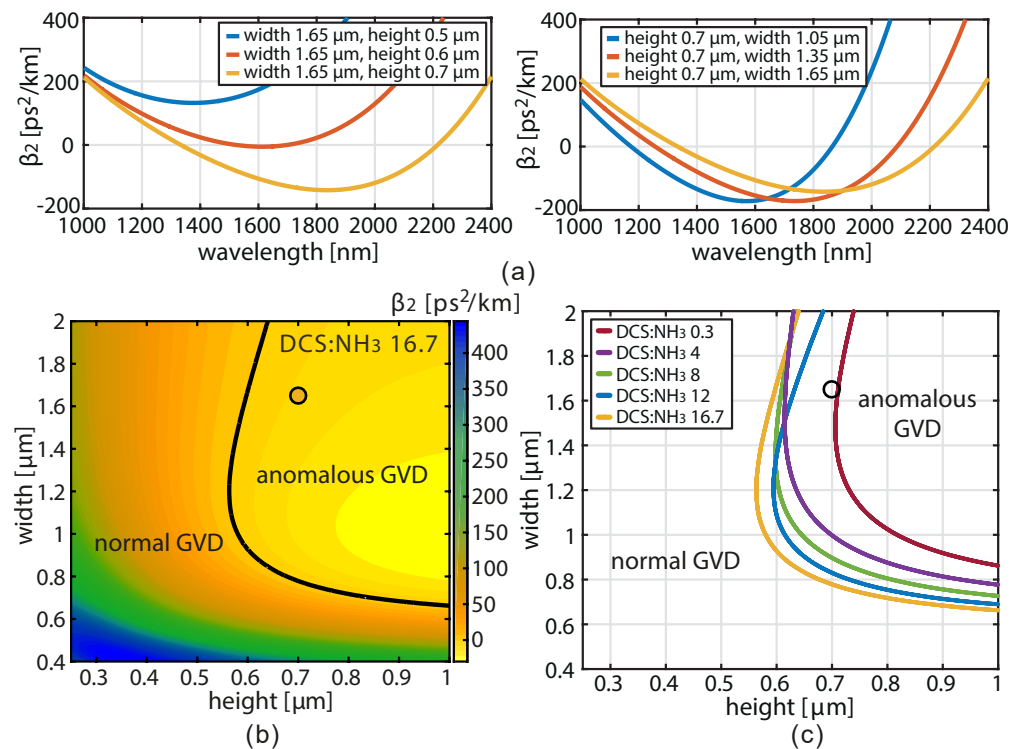 400
200
0
-200
β2 [ps2/km]
width 1.65 µm, height 0.5 µm
width 1.65 µm, height 0.6 µm
width 1.65 µm, height 0.7 µm
1000 1200 1400 1600 1800 2000 2200 2400
wavelength [nm]
400
200
0
-200
β2 [ps2/km]
height 0.7 µm, width 1.05 µm
height 0.7 µm, width 1.35 µm
height 0.7 µm, width 1.65 µm
1000 1200 1400 1600 1800 2000 2200 2400
wavelength [nm]
(a)
β2 [ps2/km]
2
1.8
1.6
1.4
1.2
1
0.8
0.6
0.4
width [µm]
DCS:NH3 16.7
anomalous GVD
normal GVD
400
350
300
250
200
150
100
50
0
0.3 0.4 0.5 0.6 0.7 0.8 0.9 1
height [µm]
(b)
2
1.8
1.6
1.4
1.2
1
0.8
0.6
0.4
width [µm]
DCS:NH3 0.3
DCS:NH3 4
DCS:NH3 8
DCS:NH3 12
DCS:NH3 16.7
anomalous
GVD
normal GVD
0.3 0.4 0.5 0.6 0.7 0.8 0.9 1
height [µm]
(c)